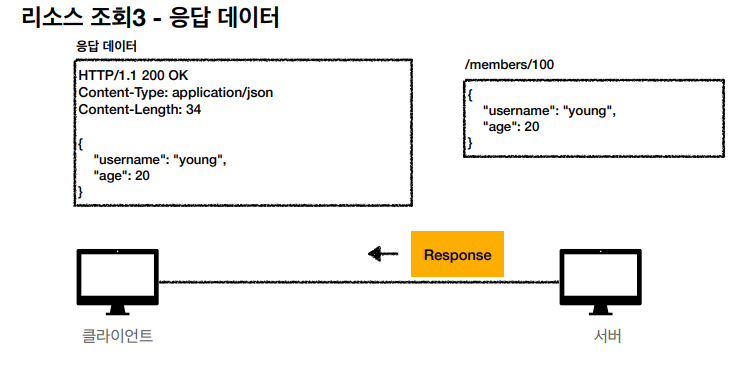 리소스 조회3 - 응답 데이터
응답 데이터
HTTP/1.1 200 OK
Content-Type: application/json
Content-Length: 34
{
"username": "young",
"age": 20
}
/members/100
{
"username": "young",
"age": 20
}
Response
클라이언트
서버